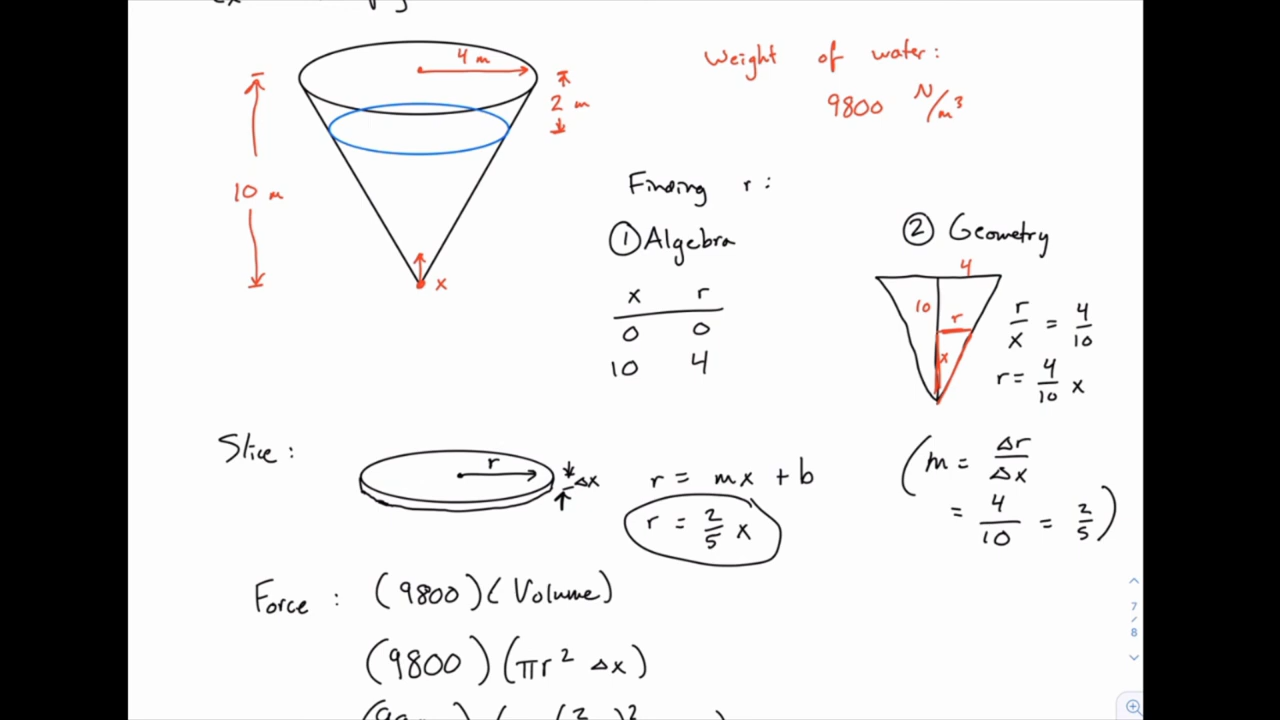 4 m
2 m
10 m
x
Weight of water:
9800 N/m³
Finding r:
① Algebra
x r
0 0
10 4
② Geometry
4
10
r
x
r/x = 4/10
r = 4/10 x
Slice:
r
Δx
r = mx + b
r = 2/5 x
(m = Δr/Δx
= 4/10 = 2/5)
Force: (9800)(Volume)
(9800)(πr² Δx)
7
/
8